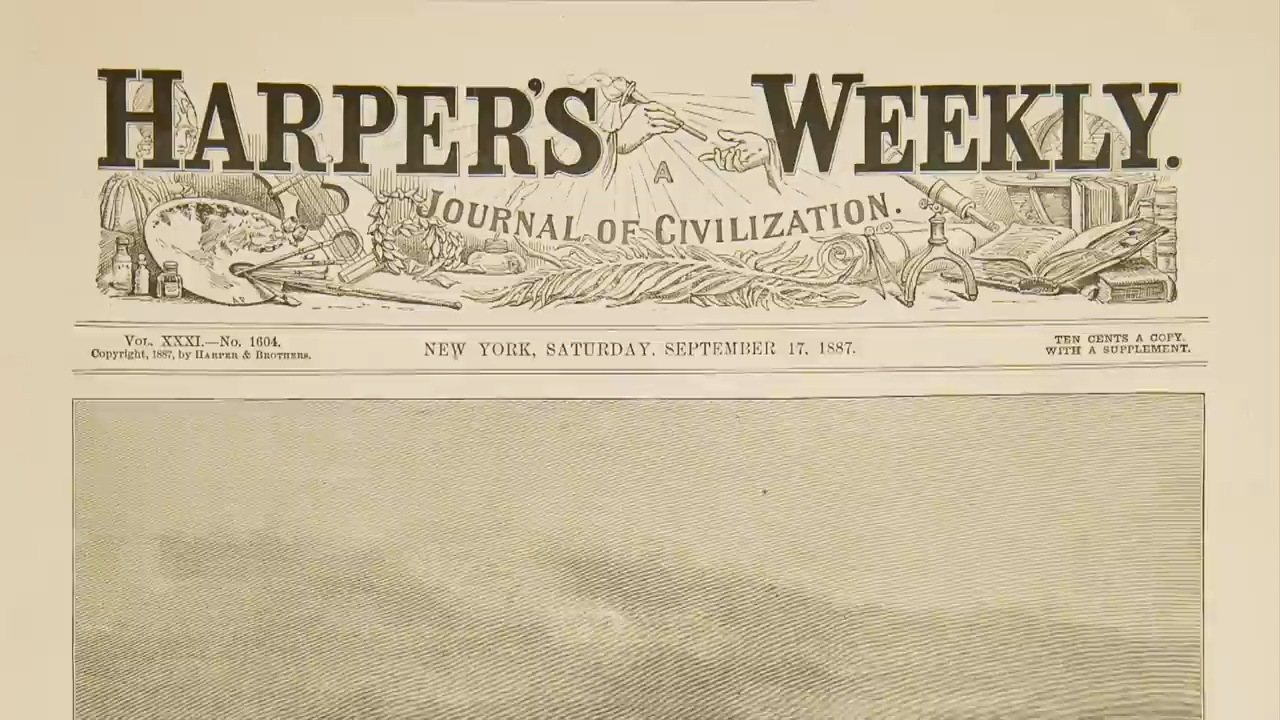 HARPER'S WEEKLY.
A
JOURNAL OF CIVILIZATION.
VOL. XXXI.—No. 1604.
Copyright, 1887, by HARPER & BROTHERS.
NEW YORK, SATURDAY, SEPTEMBER 17, 1887.
TEN CENTS A COPY.
WITH A SUPPLEMENT.